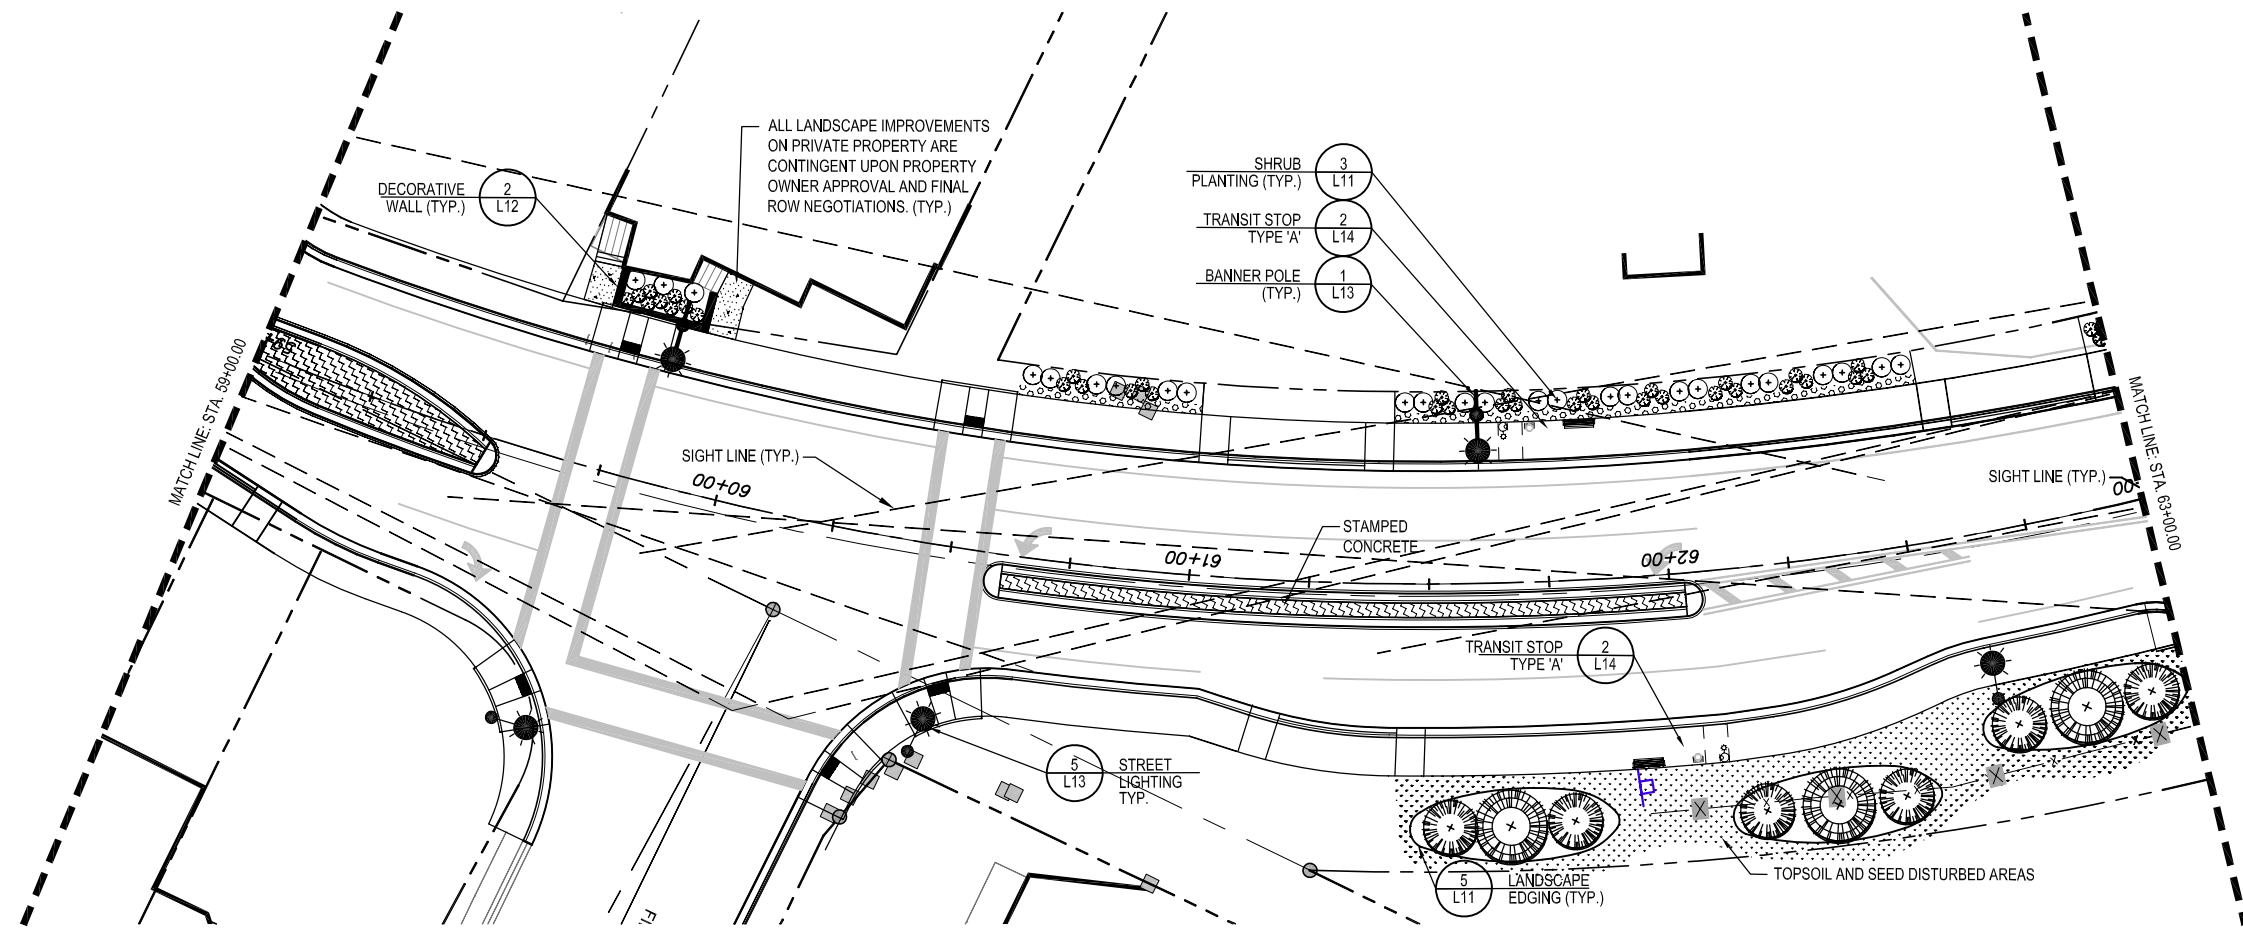 ALL LANDSCAPE IMPROVEMENTS
ON PRIVATE PROPERTY ARE
CONTINGENT UPON PROPERTY
OWNER APPROVAL AND FINAL
ROW NEGOTIATIONS. (TYP.)
DECORATIVE
WALL (TYP.)
2
L12
SHRUB
PLANTING (TYP.)
3
L11
TRANSIT STOP
TYPE 'A'
2
L14
BANNER POLE
(TYP.)
1
L13
MATCH LINE: STA. 59+00.00
MATCH LINE: STA. 63+00.00
SIGHT LINE (TYP.)
SIGHT LINE (TYP.)
60+00
61+00
62+00
00
STAMPED
CONCRETE
TRANSIT STOP
TYPE 'A'
2
L14
5
L13
STREET
LIGHTING
TYP.
5
L11
LANDSCAPE
EDGING (TYP.)
TOPSOIL AND SEED DISTURBED AREAS